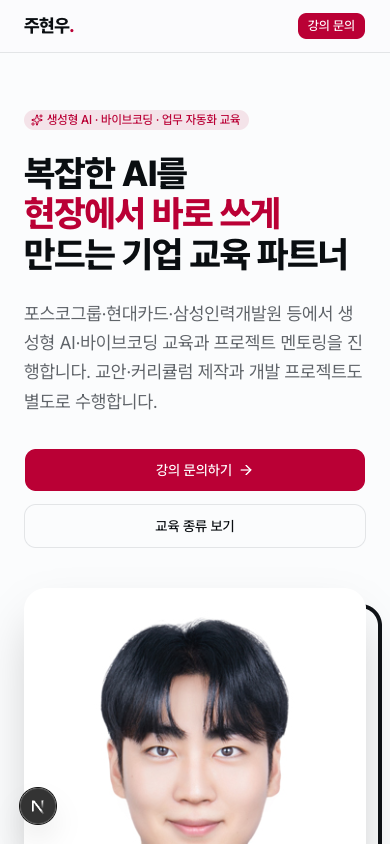 주현우.
강의 문의
생성형 AI · 바이브코딩 · 업무 자동화 교육
복잡한 AI를
현장에서 바로 쓰게
만드는 기업 교육 파트너
포스코그룹·현대카드·삼성인력개발원 등에서 생
성형 AI·바이브코딩 교육과 프로젝트 멘토링을 진
행합니다. 교안·커리큘럼 제작과 개발 프로젝트도
별도로 수행합니다.
강의 문의하기 →
교육 종류 보기
N